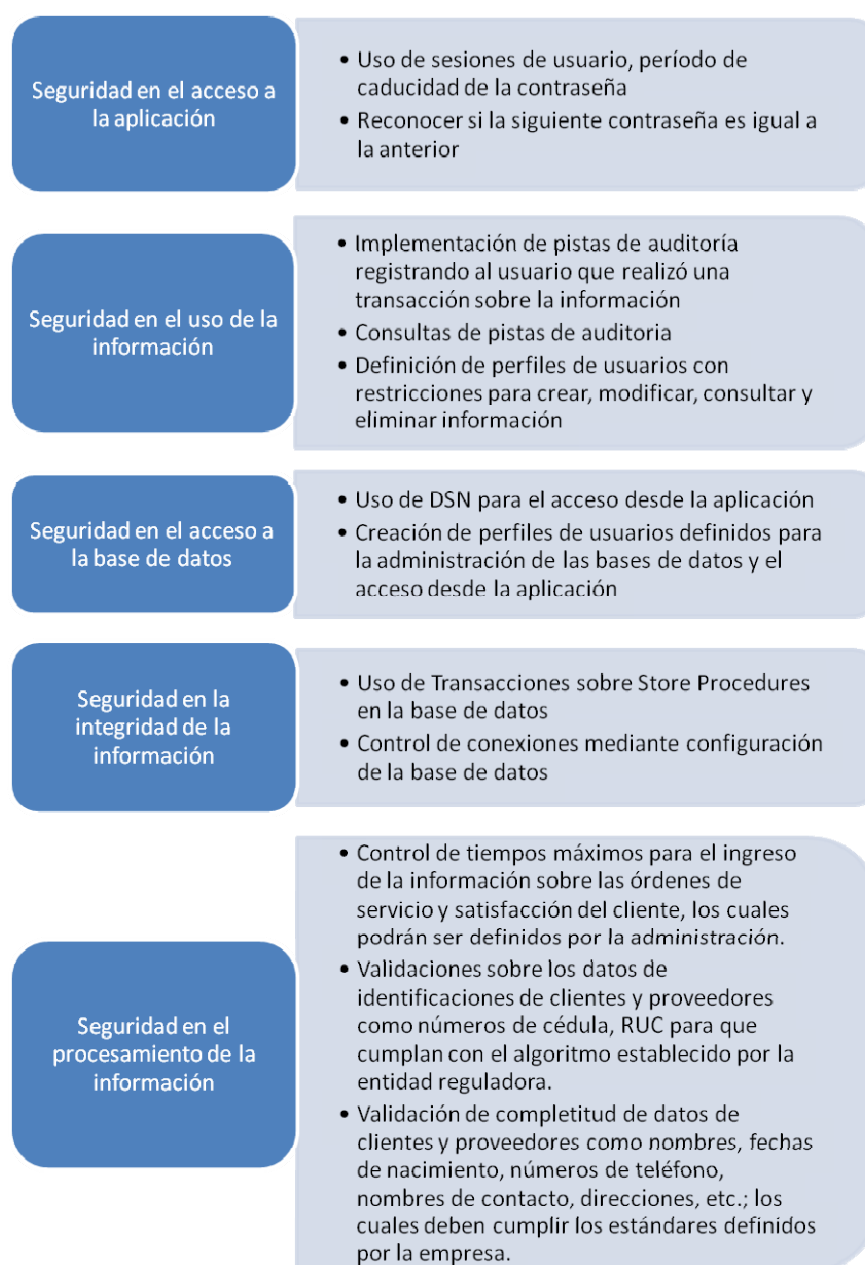 Seguridad en el acceso a
la aplicación
• Uso de sesiones de usuario, período de
caducidad de la contraseña
• Reconocer si la siguiente contraseña es igual a
la anterior
Seguridad en el uso de la
información
• Implementación de pistas de auditoría
registrando al usuario que realizó una
transacción sobre la información
• Consultas de pistas de auditoria
• Definición de perfiles de usuarios con
restricciones para crear, modificar, consultar y
eliminar información
Seguridad en el acceso a
la base de datos
• Uso de DSN para el acceso desde la aplicación
• Creación de perfiles de usuarios definidos para
la administración de las bases de datos y el
acceso desde la aplicación
Seguridad en la
integridad de la
información
• Uso de Transacciones sobre Store Procedures
en la base de datos
• Control de conexiones mediante configuración
de la base de datos
Seguridad en el
procesamiento de la
información
• Control de tiempos máximos para el ingreso
de la información sobre las órdenes de
servicio y satisfacción del cliente, los cuales
podrán ser definidos por la administración.
• Validaciones sobre los datos de
identificaciones de clientes y proveedores
como números de cédula, RUC para que
cumplan con el algoritmo establecido por la
entidad reguladora.
• Validación de completitud de datos de
clientes y proveedores como nombres, fechas
de nacimiento, números de teléfono,
nombres de contacto, direcciones, etc.; los
cuales deben cumplir los estándares definidos
por la empresa.